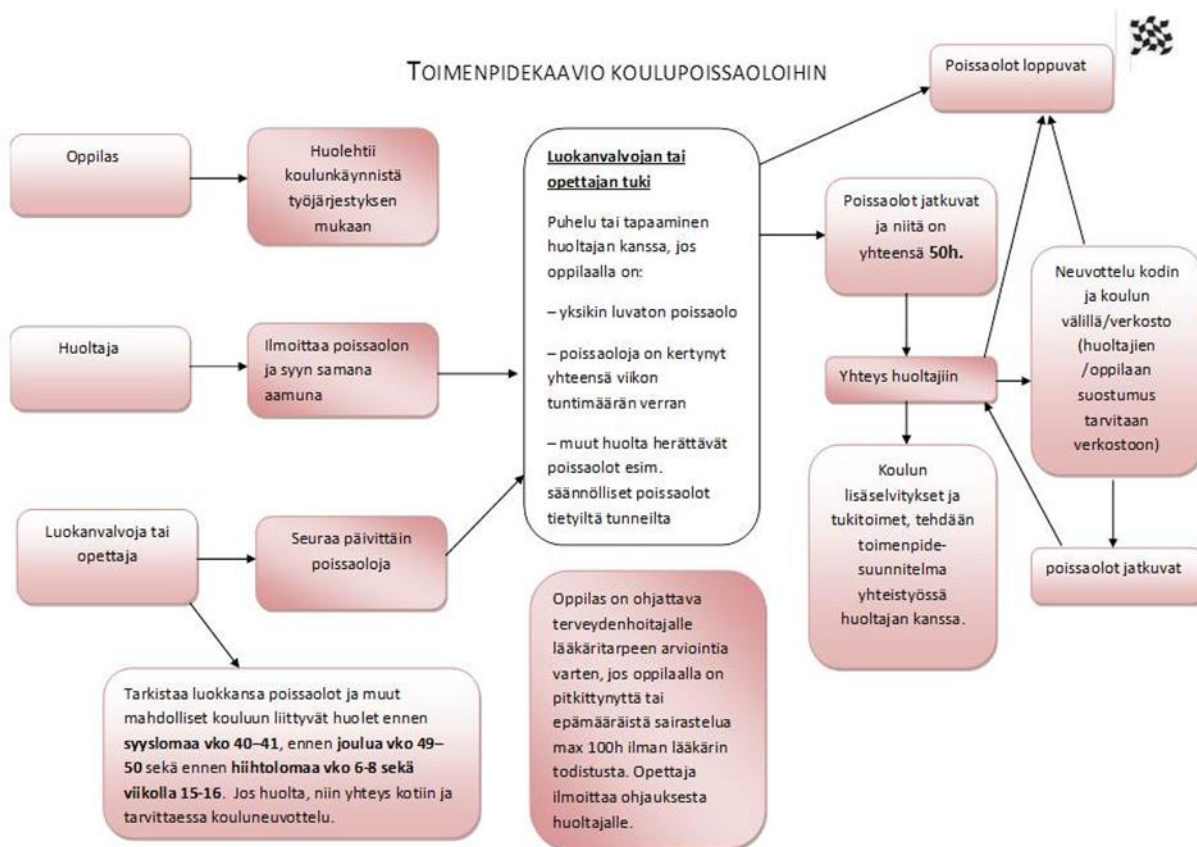 TOIMENPIDEKAAVIO KOULUPOISSAOLOIHIN
Poissaolot loppuvat
Oppilas
Huolehtii
koulunkäynnistä
työjärjestyksen
mukaan
Huoltaja
Ilmoittaa poissaolon
ja syyn samana
aamuna
Luokanvalvoja tai
opettaja
Seuraa päivittäin
poissaoloja
Tarkistaa luokkansa poissaolot ja muut
mahdolliset kouluun liittyvät huolet ennen
syyslomaa vko 40–41, ennen joulua vko 49–
50 sekä ennen hiihtolomaa vko 6-8 sekä
viikolla 15-16. Jos huolta, niin yhteys kotiin ja
tarvittaessa kouluneuvottelu.
Luokanvalvojan tai
opettajan tuki
Puhelu tai tapaaminen
huoltajan kanssa, jos
oppilaalla on:
– yksikin luvaton poissaolo
– poissaoloja on kertynyt
yhteensä viikon
tuntimäärän verran
– muut huolta herättävät
poissaolot esim.
säännölliset poissaolot
tietyiltä tunneilta
Oppilas on ohjattava
terveydenhoitajalle
lääkäritarpeen arviointia
varten, jos oppilaalla on
pitkittynyttä tai
epämääräistä sairastelua
max 100h ilman lääkärin
todistusta. Opettaja
ilmoittaa ohjauksesta
huoltajalle.
Poissaolot jatkuvat
ja niitä on
yhteensä 50h.
Yhteys huoltajiin
Koulun
lisäselvitykset ja
tukitoimet, tehdään
toimenpide-
suunnitelma
yhteistyössä
huoltajan kanssa.
Neuvottelu kodin
ja koulun
välillä/verkosto
(huoltajien
/oppilaan
suostumus
tarvitaan
verkostoon)
poissaolot jatkuvat